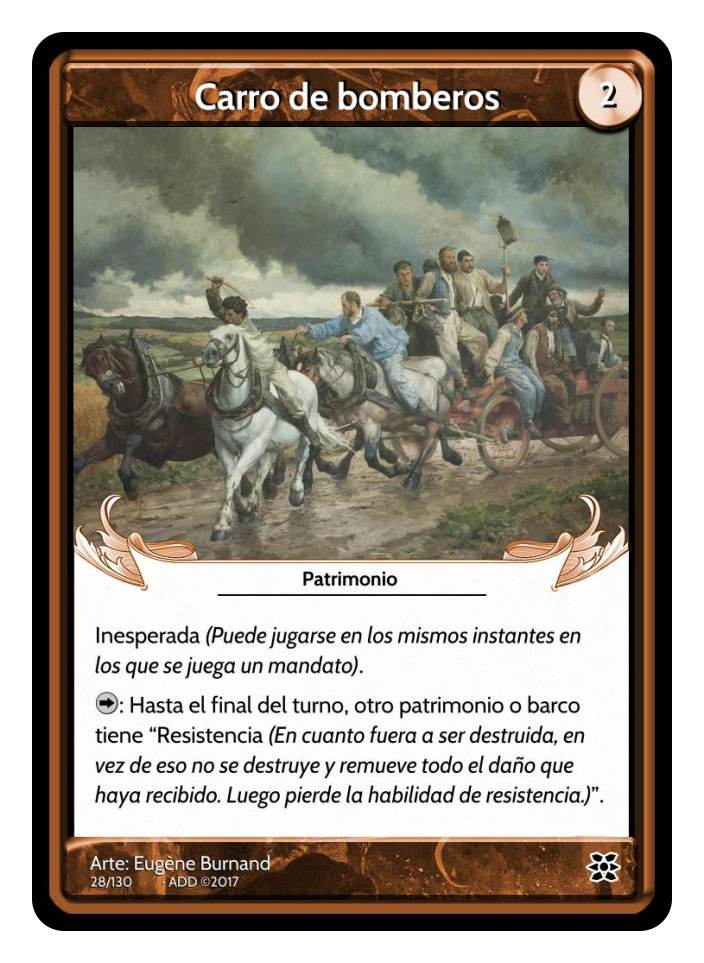 Carro de bomberos
2
Patrimonio
Inesperada (Puede jugarse en los mismos instantes en
los que se juega un mandato).
: Hasta el final del turno, otro patrimonio o barco
tiene “Resistencia (En cuanto fuera a ser destruida, en
vez de eso no se destruye y remueve todo el daño que
haya recibido. Luego pierde la habilidad de resistencia.)”.
Arte: Eugène Burnand
28/130 · ADD ©2017